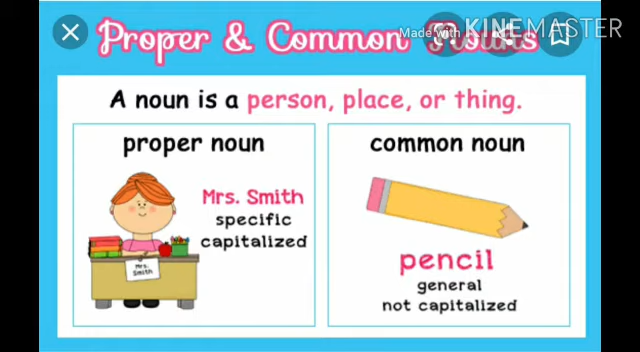 Proper & Common Nouns
Made with KINEMASTER
A noun is a person, place, or thing.
proper noun
Mrs. Smith
specific
capitalized
Mrs.
Smith
common noun
pencil
general
not capitalized